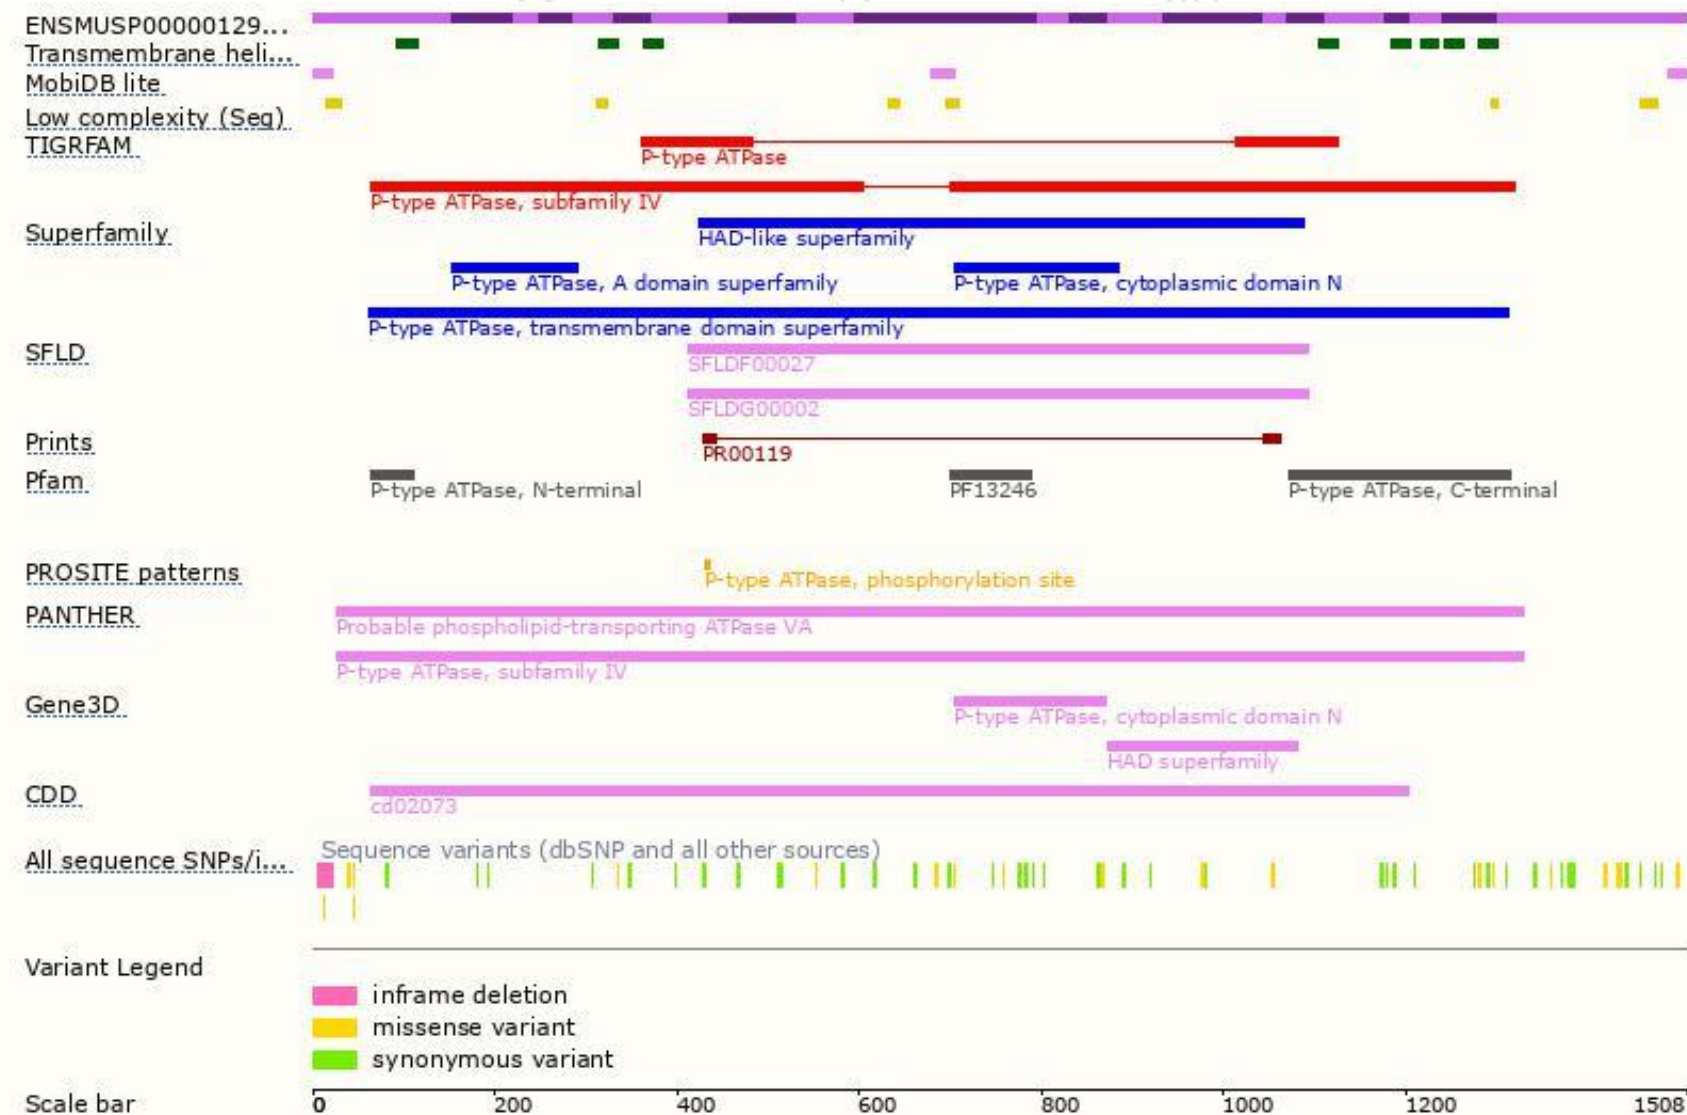 ENSMUSP00000129...
Transmembrane heli...
MobiDB lite
Low complexity (Seg)
TIGRFAM
P-type ATPase
P-type ATPase, subfamily IV
Superfamily
HAD-like superfamily
P-type ATPase, A domain superfamily P-type ATPase, cytoplasmic domain N
P-type ATPase, transmembrane domain superfamily
SFLD
SFLDF00027
SFLDG00002
Prints
PR00119
Pfam
P-type ATPase, N-terminal PF13246 P-type ATPase, C-terminal
PROSITE patterns
P-type ATPase, phosphorylation site
PANTHER
Probable phospholipid-transporting ATPase VA
P-type ATPase, subfamily IV
Gene3D
P-type ATPase, cytoplasmic domain N
HAD superfamily
CDD
cd02073
Sequence variants (dbSNP and all other sources)
All sequence SNPs/i...
Variant Legend
inframe deletion
missense variant
synonymous variant
Scale bar 0 200 400 600 800 1000 1200 1508